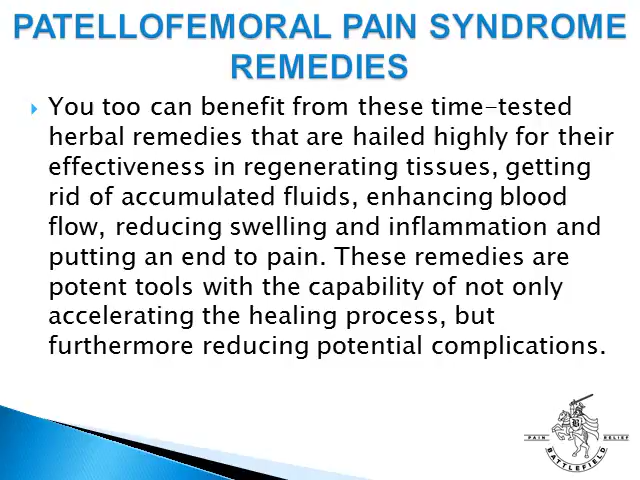 PATELLOFEMORAL PAIN SYNDROME
REMEDIES
You too can benefit from these time-tested
herbal remedies that are hailed highly for their
effectiveness in regenerating tissues, getting
rid of accumulated fluids, enhancing blood
flow, reducing swelling and inflammation and
putting an end to pain. These remedies are
potent tools with the capability of not only
accelerating the healing process, but
furthermore reducing potential complications.
B
PAIN RELIEF
BATTLEFIELD